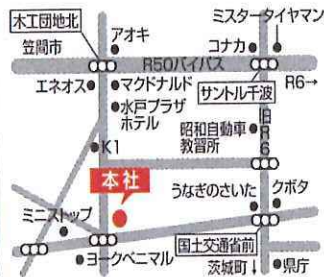 ミスタータイヤマン
木工団地北
アオキ
コナカ
笠間市
R50バイパス
エネオス
マクドナルド
サントル千波
R6→
水戸プラザ
ホテル
昭和自動車
教習所
旧R6
K1
本社
うなぎのさいた
クボタ
ミニストップ
国土交通省前
ヨークベニマル
茨城町↓
県庁